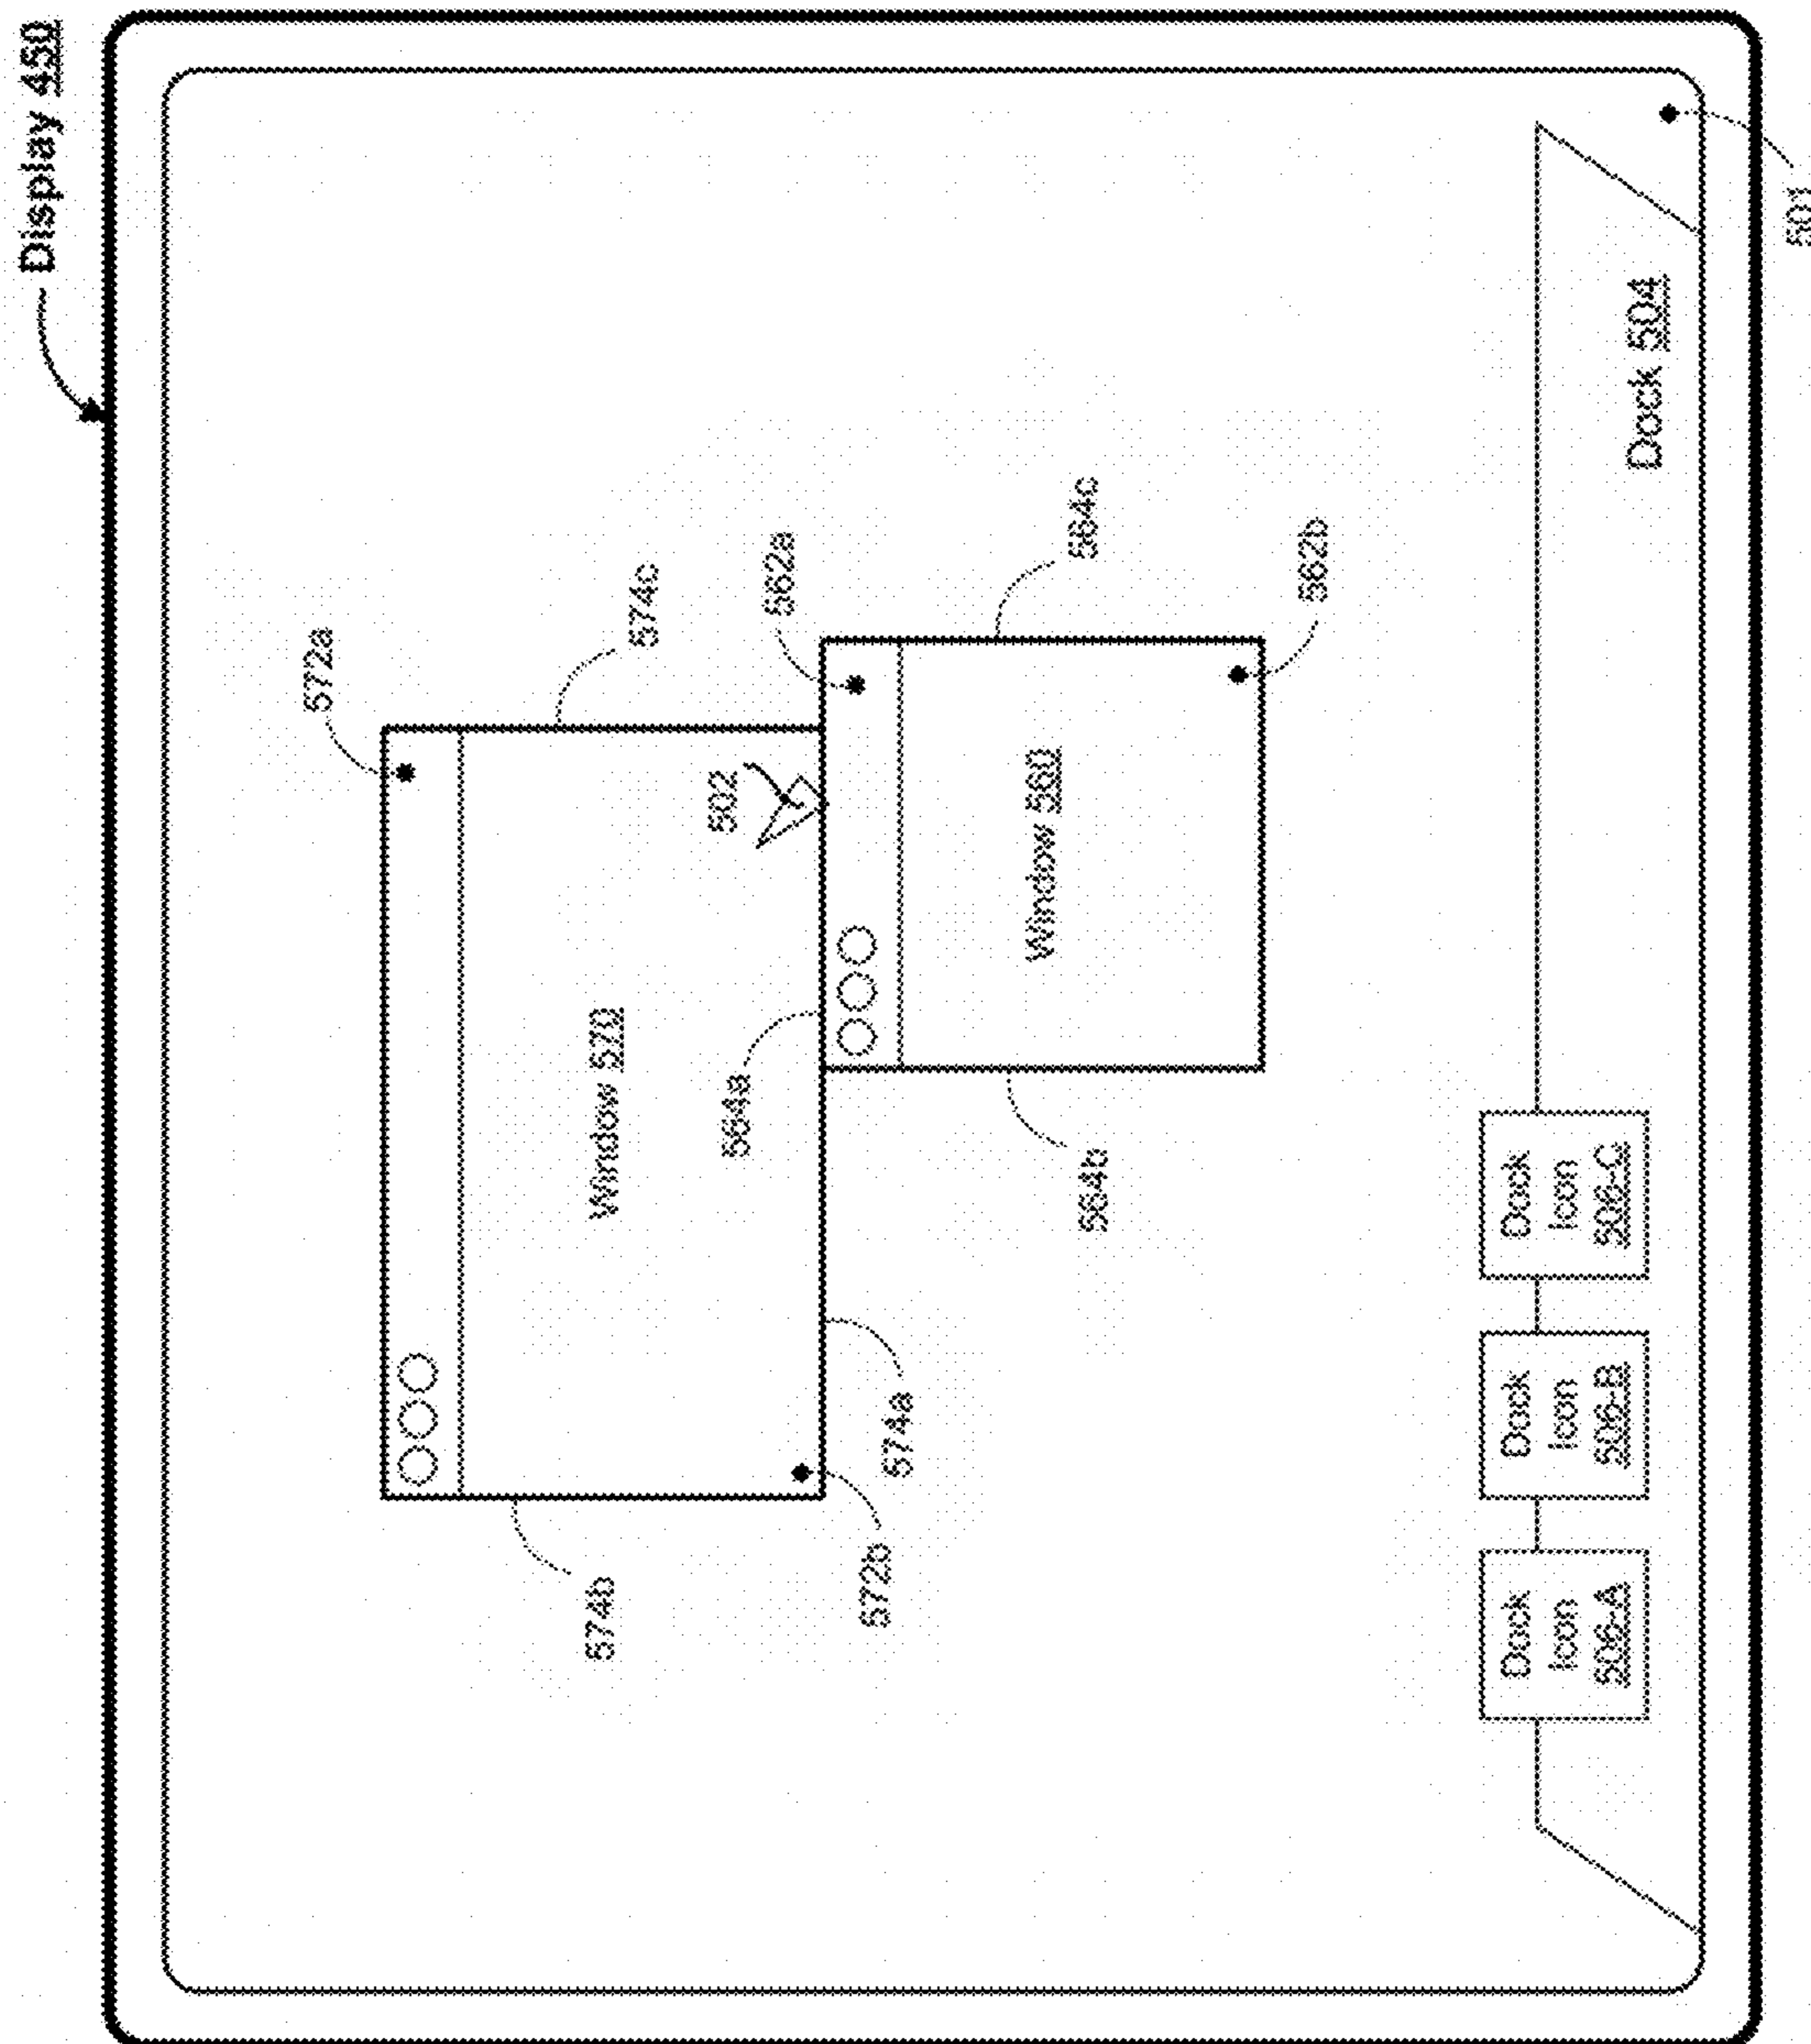 Display 450
572a
574c
562a
502
Window 570
564a
564c
Window 560
562b
574b
572b
574a
564b
Dock
Icon
506-A
Dock
Icon
506-B
Dock
Icon
506-C
Dock 504
501